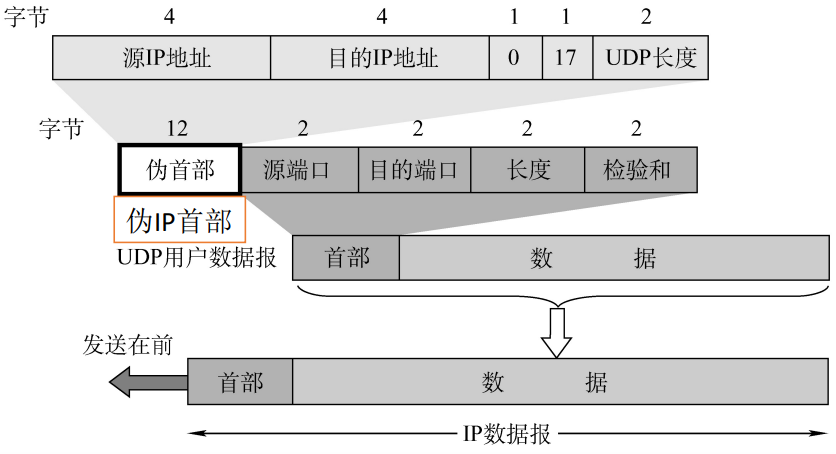 字节 4 4 1 1 2
源IP地址 目的IP地址 0 17 UDP长度
字节 12 2 2 2 2
伪首部 源端口 目的端口 长度 检验和
伪IP首部
UDP用户数据报 首部 数 据
发送在前
首部 数 据
IP数据报